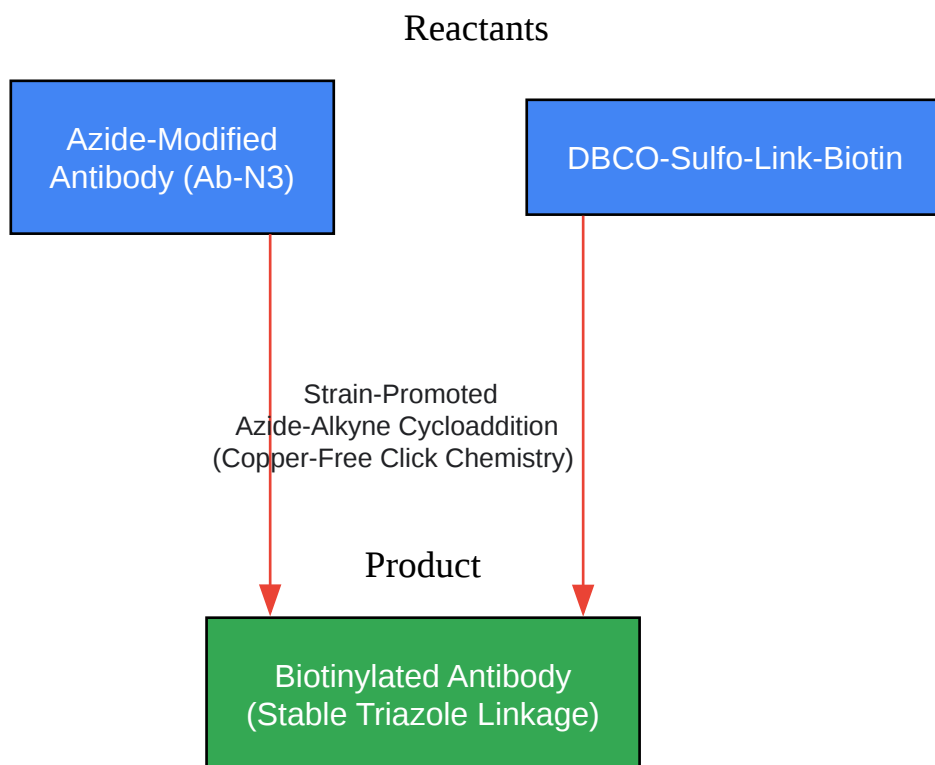 Reactants
Azide-Modified
Antibody (Ab-N3)
DBCO-Sulfo-Link-Biotin
Strain-Promoted
Azide-Alkyne Cycloaddition
(Copper-Free Click Chemistry)
Product
Biotinylated Antibody
(Stable Triazole Linkage)